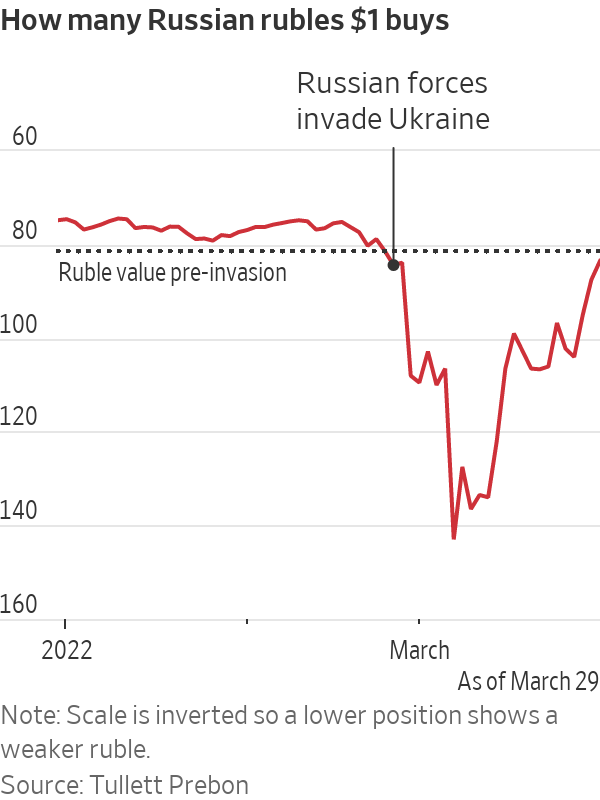 How many Russian rubles $1 buys
Russian forces
invade Ukraine
60
80
Ruble value pre-invasion
100
120
140
160
2022
March
As of March 29
Note: Scale is inverted so a lower position shows a
weaker ruble.
Source: Tullett Prebon